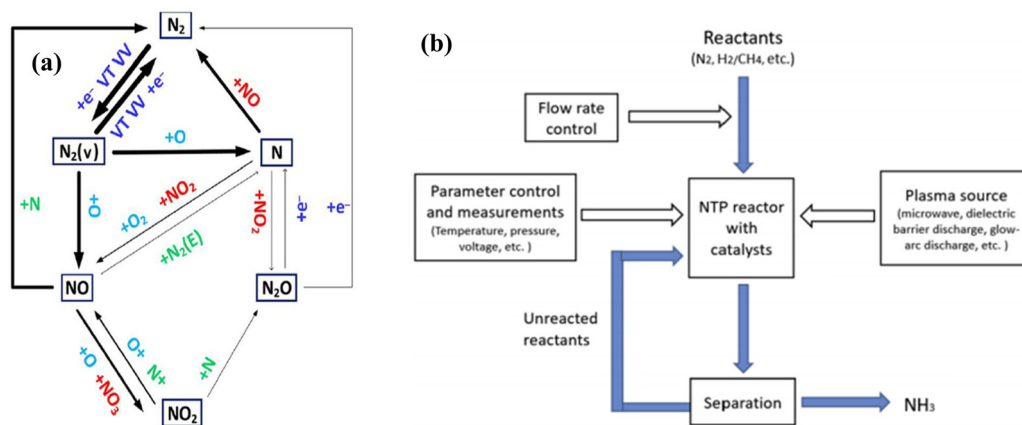 (a)
N₂
+e⁻ VT VV
VT VV +e⁻
+NO
N₂(v)
+O
N
+N
+O
+O₂
+NO₂
+N₂(E)
+NO₂
+e⁻
+e⁻
NO
N₂O
+O
+NO₃
+O
+N
+N
NO₂
(b)
Reactants
(N₂, H₂/CH₄, etc.)
Flow rate
control
Parameter control
and measurements
(Temperature, pressure,
voltage, etc. )
NTP reactor
with
catalysts
Plasma source
(microwave, dielectric
barrier discharge, glow-
arc discharge, etc. )
Unreacted
reactants
Separation
NH₃